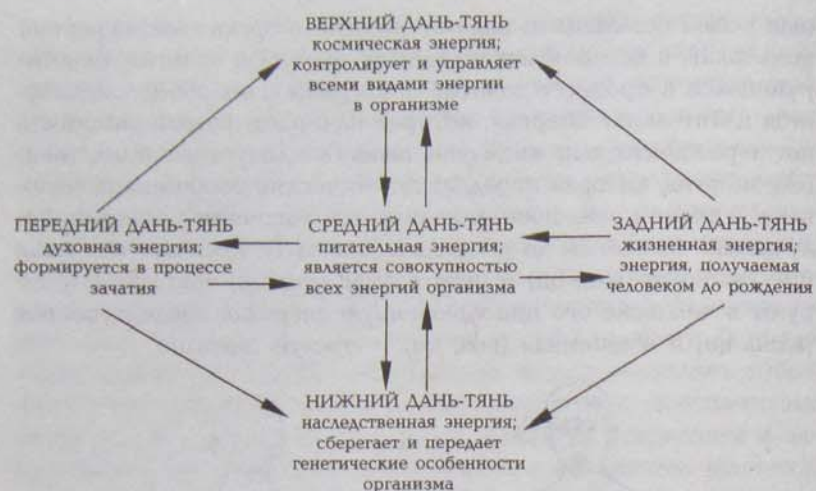 ВЕРХНИЙ ДАНЬ-ТЯНЬ
космическая энергия;
контролирует и управляет
всеми видами энергии
в организме
ПЕРЕДНИЙ ДАНЬ-ТЯНЬ
духовная энергия;
формируется в процессе
зачатия
СРЕДНИЙ ДАНЬ-ТЯНЬ
питательная энергия;
является совокупностью
всех энергий организма
ЗАДНИЙ ДАНЬ-ТЯНЬ
жизненная энергия;
энергия, получаемая
человеком до рождения
НИЖНИЙ ДАНЬ-ТЯНЬ
наследственная энергия;
сберегает и передает
генетические особенности
организма